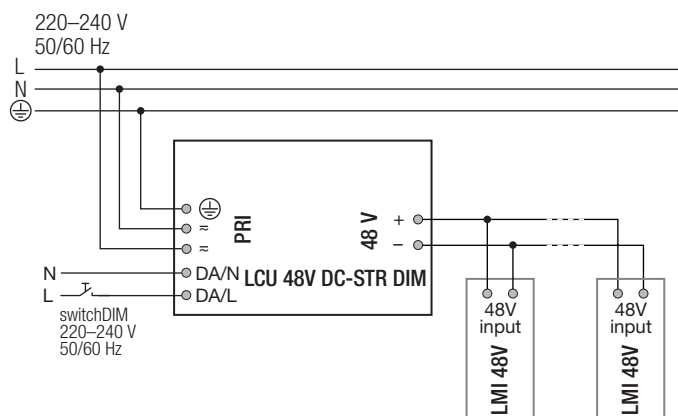 220–240 V
50/60 Hz
L
N
PRI
≂
≂
48 V
+
−
N
DA/N
LCU 48V DC-STR DIM
L
DA/L
switchDIM
220–240 V
50/60 Hz
48V
input
LMI 48V
48V
input
LMI 48V